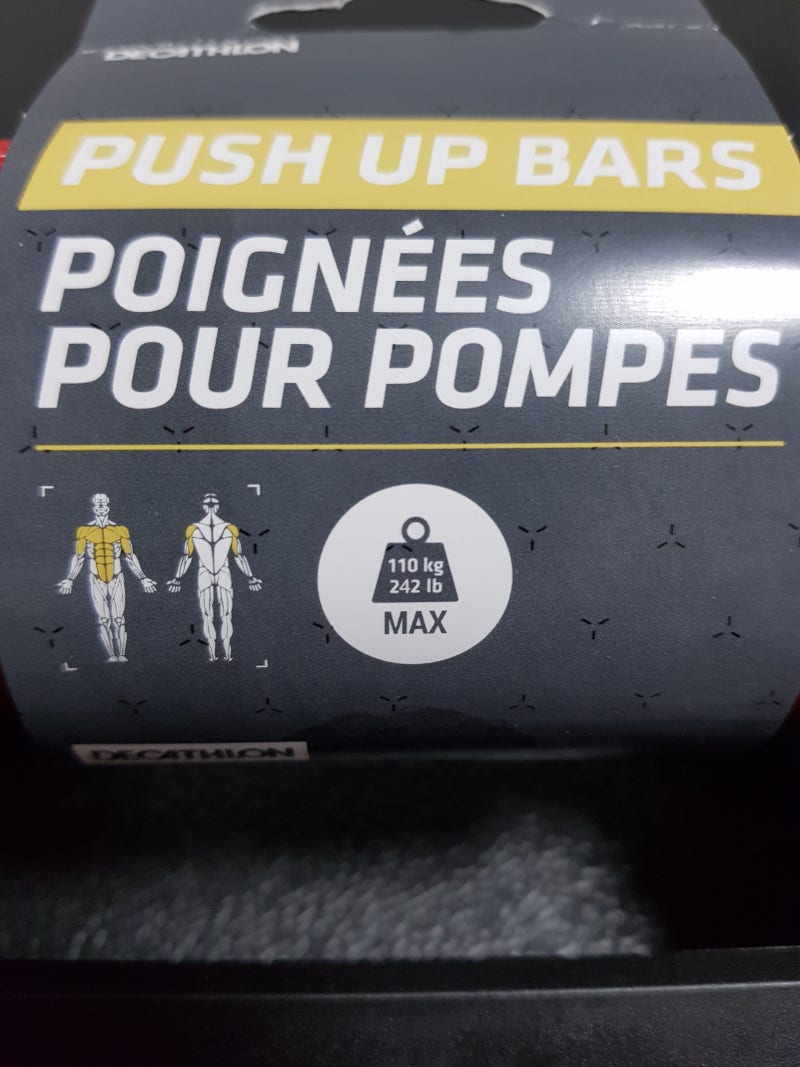 DECATHLON
PUSH UP BARS
POIGNÉES
POUR POMPES
110 kg
242 lb
MAX
DECATHLON